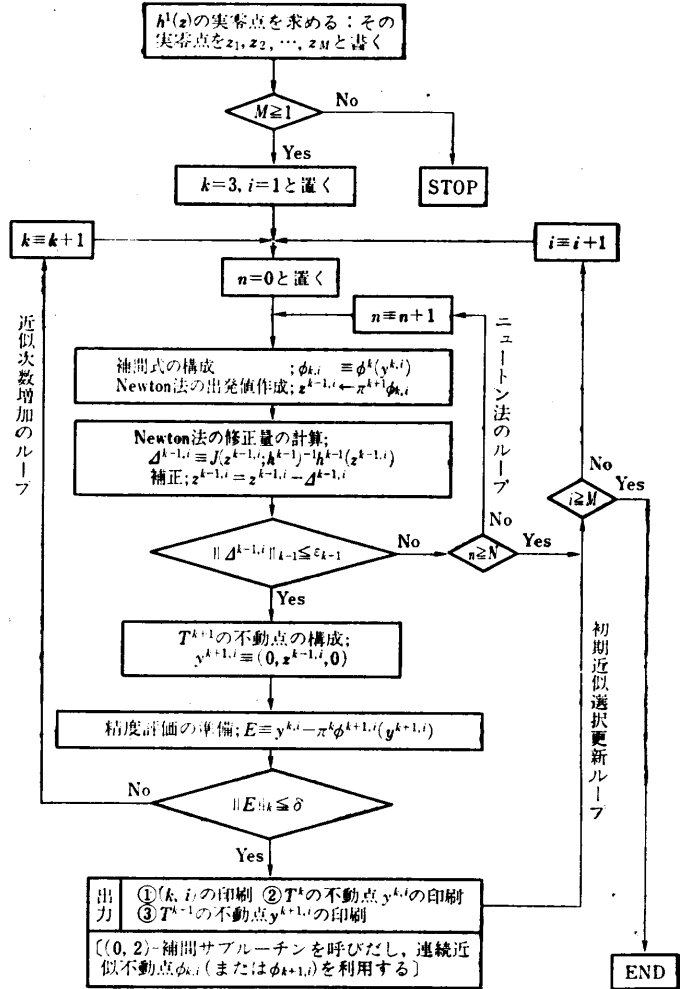 h¹(z)の実零点を求める：その
実零点をz₁, z₂, …, z_Mと書く
M≧1
No
Yes
STOP
k=3, i=1と置く
k≡k+1
i≡i+1
n=0と置く
n≡n+1
近似次数増加のループ
ニュートン法のループ
補間式の構成 ; φ_{k,i} ≡φ^k(y^{k,i})
Newton法の出発値作成; z^{k-1,i}←π^{k+1}φ_{k,i}
Newton法の修正量の計算;
Δ^{k-1,i}≡J(z^{k-1,i}; h^{k-1})^{-1}h^{k-1}(z^{k-1,i})
補正; z^{k-1,i}=z^{k-1,i}−Δ^{k-1,i}
No
i≧M
Yes
‖Δ^{k-1,i}‖_{k-1}≦ε_{k-1}
No
n≧N
No
Yes
Yes
T^{k+1}の不動点の構成;
y^{k+1,i}≡(0, z^{k-1,i}, 0)
初期近似選択更新ループ
精度評価の準備; E≡y^{k,i}−π^kφ^{k+1,i}(y^{k+1,i})
No
‖E‖_k≦δ
Yes
出力
①(k, i)の印刷 ②T^kの不動点 y^{k,i}の印刷
③T^{k+1}の不動点y^{k+1,i}の印刷
〔(0, 2)-補間サブルーチンを呼びだし，連続近
似不動点φ_{k,i}(またはφ_{k+1,i})を利用する〕
END